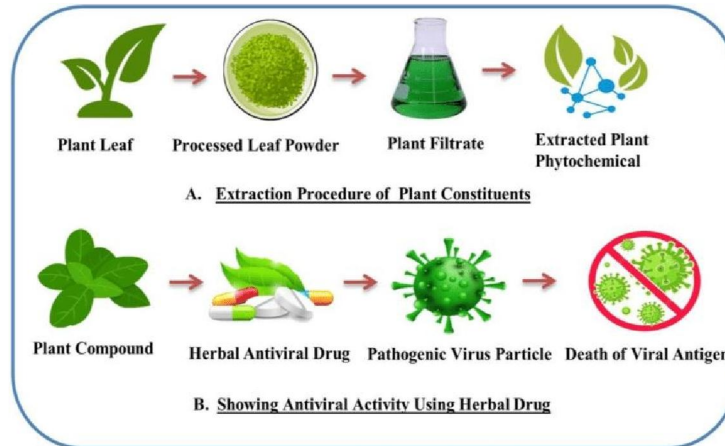 Plant Leaf
Processed Leaf Powder
Plant Filtrate
Extracted Plant
Phytochemical
A. Extraction Procedure of Plant Constituents
Plant Compound
Herbal Antiviral Drug
Pathogenic Virus Particle
Death of Viral Antigen
B. Showing Antiviral Activity Using Herbal Drug